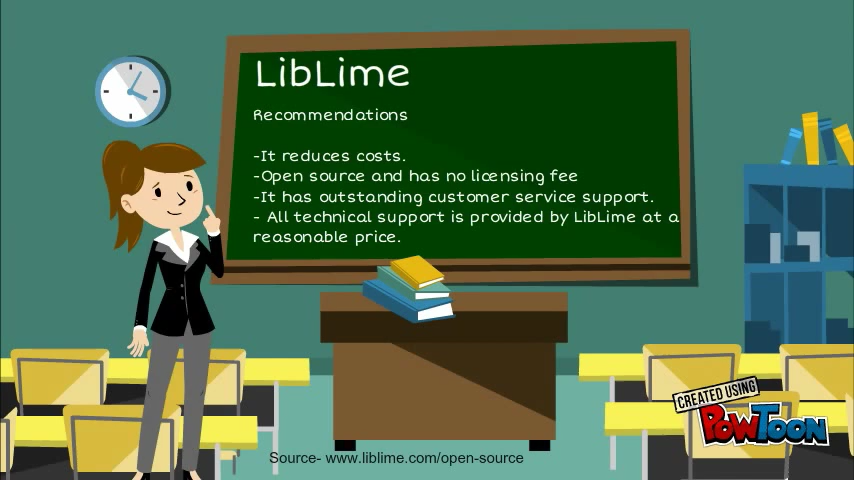 LibLime
Recommendations
-It reduces costs.
-Open source and has no licensing fee
-It has outstanding customer service support.
- All technical support is provided by LibLime at a
reasonable price.
CREATED USING
POWTOON
Source- www.liblime.com/open-source